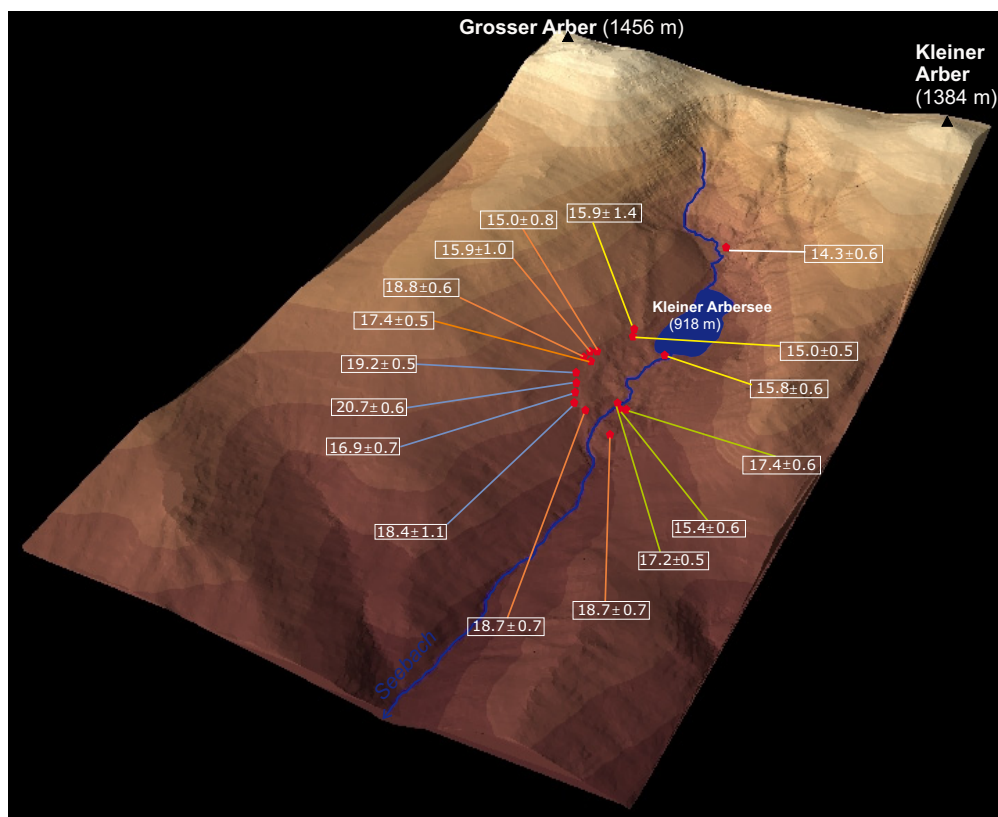 Grosser Arber (1456 m)
Kleiner
Arber
(1384 m)
15.9±1.4
15.0±0.8
15.9±1.0
14.3±0.6
18.8±0.6
Kleiner Arbersee
(918 m)
17.4±0.5
15.0±0.5
19.2±0.5
15.8±0.6
20.7±0.6
16.9±0.7
17.4±0.6
18.4±1.1
15.4±0.6
17.2±0.5
18.7±0.7
18.7±0.7
Seebach